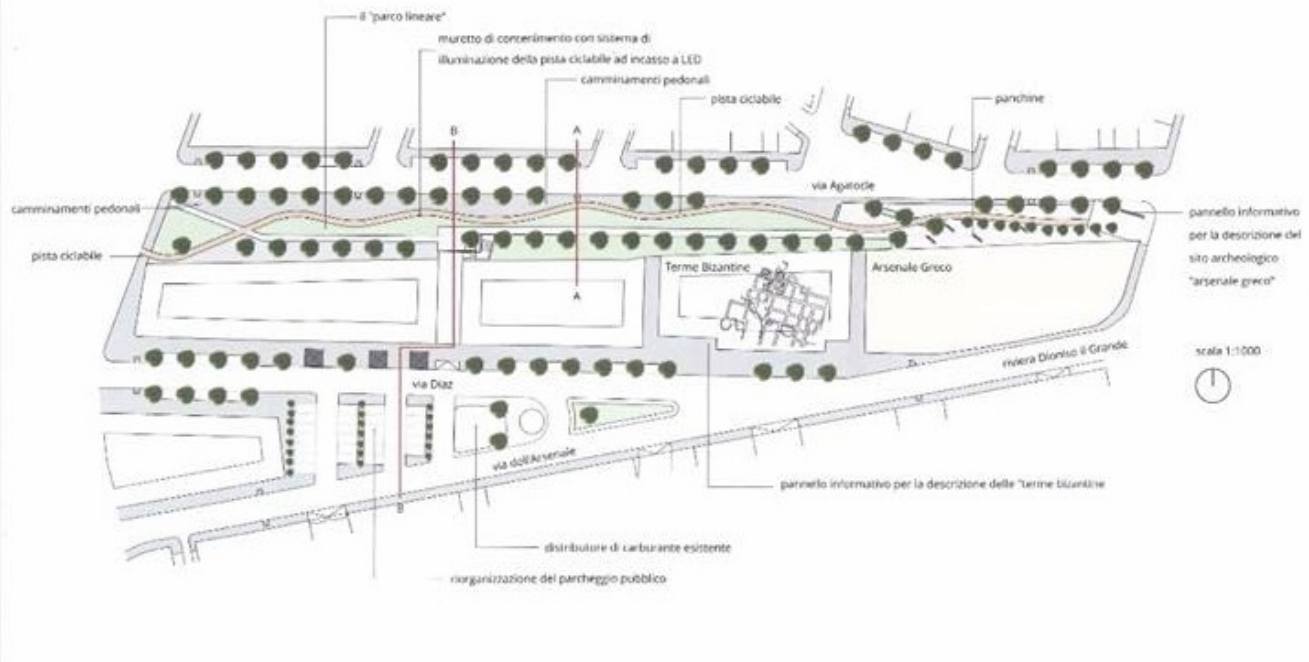 il "parco lineare"
muretto di contenimento con sistema di
illuminazione della pista ciclabile ad incasso a LED
camminamenti pedonali
pista ciclabile
panchine
B
A
via Agatocle
camminamenti pedonali
pista ciclabile
pannello informativo
per la descrizione del
sito archeologico
"arsenale greco"
Terme Bizantine
Arsenale Greco
A
scala 1:1000
riviera Dioniso il Grande
via Diaz
via dell'Arsenale
pannello informativo per la descrizione delle "terme bizantine
B
distributore di carburante esistente
riorganizzazione del parcheggio pubblico